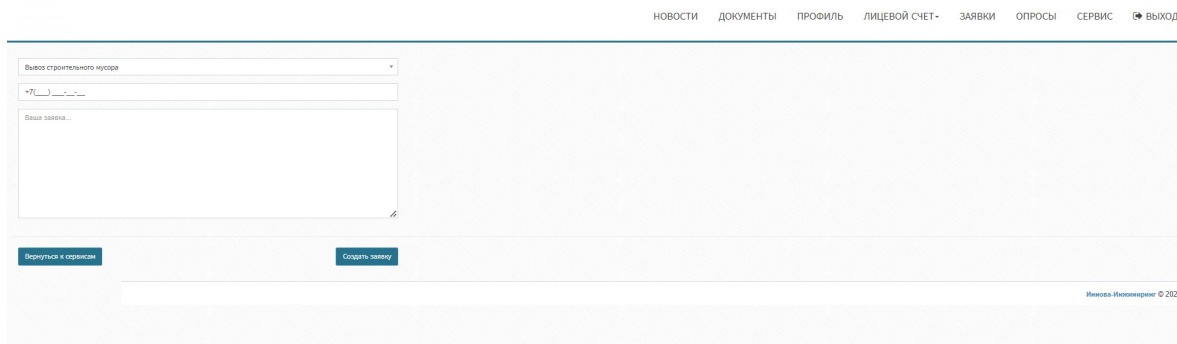 НОВОСТИ ДОКУМЕНТЫ ПРОФИЛЬ ЛИЦЕВОЙ СЧЕТ ЗАЯВКИ ОПРОСЫ СЕРВИС ВЫХОД
Вывоз строительного мусора
+7(___) ___-__-__
Ваша заявка...
Вернуться к сервисам Создать заявку
Иннова-Инжиниринг © 202